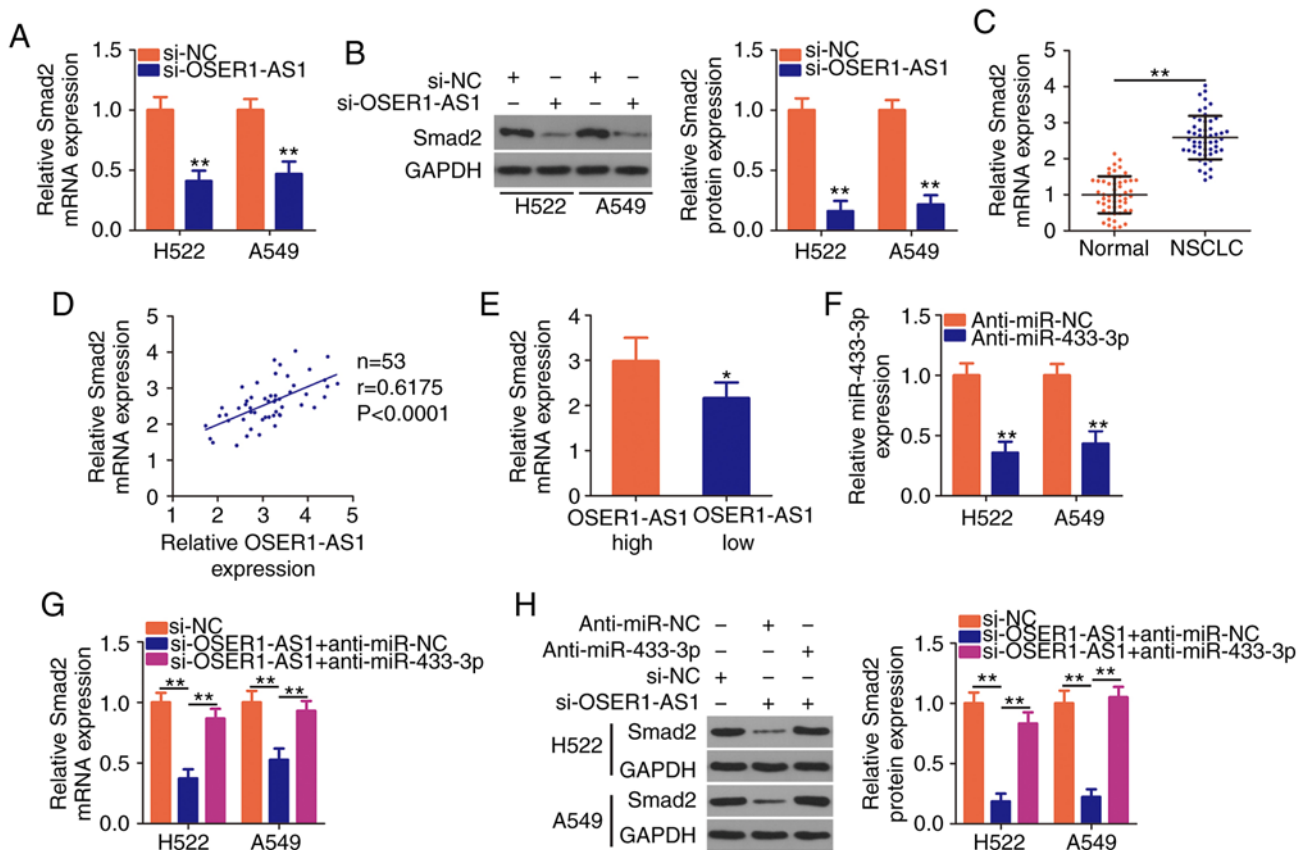 A
Relative Smad2
mRNA expression
1.5
1.0
0.5
0.0
si-NC
si-OSER1-AS1
**
**
H522
A549
B
si-NC
+ – + –
si-OSER1-AS1
– + – +
Smad2
GAPDH
H522
A549
Relative Smad2
protein expression
1.5
1.0
0.5
0.0
si-NC
si-OSER1-AS1
**
**
H522
A549
C
Relative Smad2
mRNA expression
5
4
3
2
1
0
**
Normal
NSCLC
D
Relative Smad2
mRNA expression
5
4
3
2
1
0
n=53
r=0.6175
P<0.0001
1 2 3 4 5
Relative OSER1-AS1
expression
E
Relative Smad2
mRNA expression
4
3
2
1
0
*
OSER1-AS1
high
OSER1-AS1
low
F
Relative miR-433-3p
expression
1.5
1.0
0.5
0.0
Anti-miR-NC
Anti-miR-433-3p
**
**
H522
A549
G
Relative Smad2
mRNA expression
1.5
1.0
0.5
0.0
si-NC
si-OSER1-AS1+anti-miR-NC
si-OSER1-AS1+anti-miR-433-3p
**
**
**
**
H522
A549
H
Anti-miR-NC
– + –
Anti-miR-433-3p
– – +
si-NC
+ – –
si-OSER1-AS1
– + +
H522
Smad2
GAPDH
A549
Smad2
GAPDH
Relative Smad2
protein expression
1.5
1.0
0.5
0.0
si-NC
si-OSER1-AS1+anti-miR-NC
si-OSER1-AS1+anti-miR-433-3p
**
**
**
**
H522
A549